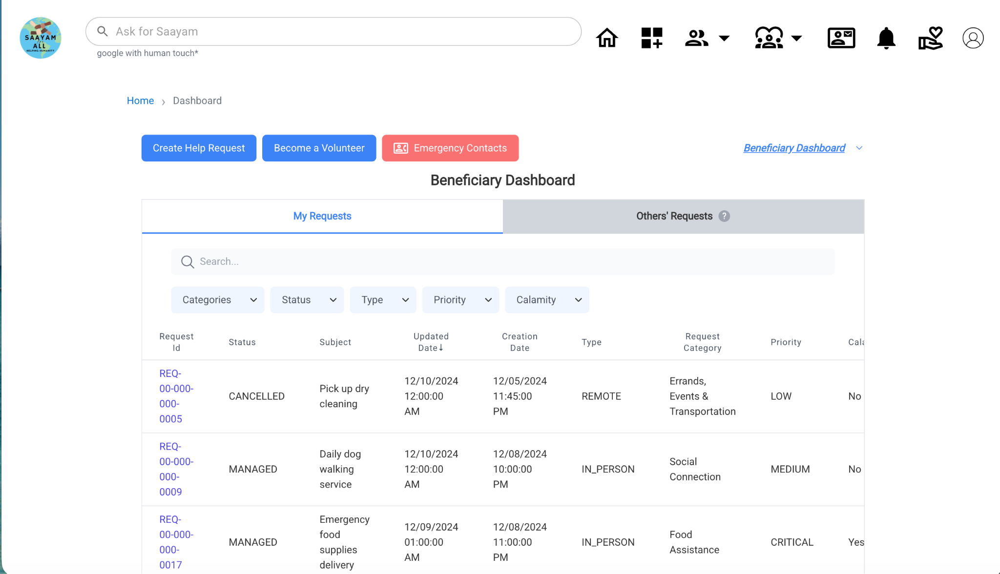 SAAYAM
for
ALL
HELPING HUMANITY
Ask for Saayam
google with human touch*
Home › Dashboard
Create Help Request
Become a Volunteer
Emergency Contacts
Beneficiary Dashboard
Beneficiary Dashboard
My Requests
Others' Requests ?
Search...
Categories
Status
Type
Priority
Calamity
Request
Id
Status
Subject
Updated
Date↓
Creation
Date
Type
Request
Category
Priority
Cala
REQ-
00-000-
000-
0005
CANCELLED
Pick up dry
cleaning
12/10/2024
12:00:00
AM
12/05/2024
11:45:00
PM
REMOTE
Errands,
Events &
Transportation
LOW
No
REQ-
00-000-
000-
0009
MANAGED
Daily dog
walking
service
12/10/2024
12:00:00
AM
12/08/2024
10:00:00
PM
IN_PERSON
Social
Connection
MEDIUM
No
REQ-
00-000-
000-
0017
MANAGED
Emergency
food
supplies
delivery
12/09/2024
01:00:00
AM
12/08/2024
11:00:00
PM
IN_PERSON
Food
Assistance
CRITICAL
Yes